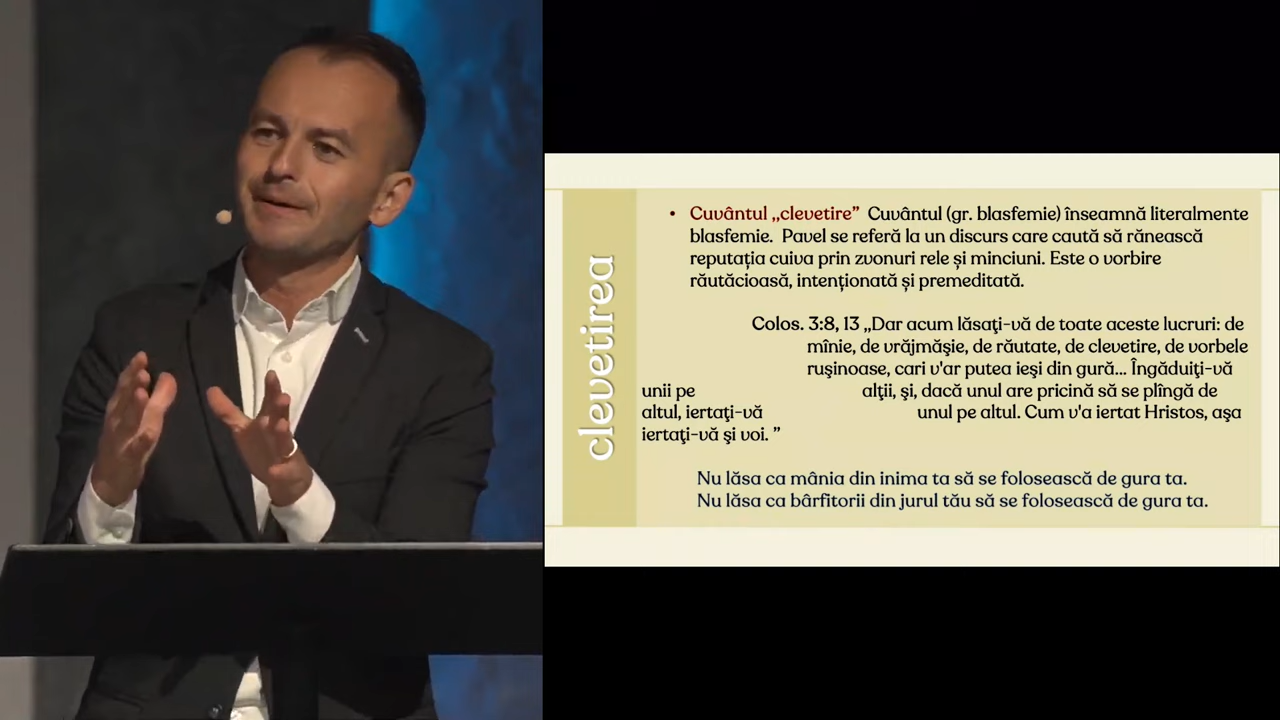 clevetirea
• Cuvântul „clevetire” Cuvântul (gr. blasfemie) înseamnă literalmente
blasfemie. Pavel se referă la un discurs care caută să rănească
reputația cuiva prin zvonuri rele și minciuni. Este o vorbire
răutăcioasă, intenționată și premeditată.
Colos. 3:8, 13 „Dar acum lăsaţi-vă de toate aceste lucruri: de
mînie, de vrăjmăşie, de răutate, de clevetire, de vorbele
ruşinoase, cari v'ar putea ieşi din gură... Îngăduiţi-vă
unii pe alţii, şi, dacă unul are pricină să se plîngă de
altul, iertaţi-vă unul pe altul. Cum v'a iertat Hristos, aşa
iertaţi-vă şi voi. ”
Nu lăsa ca mânia din inima ta să se folosească de gura ta.
Nu lăsa ca bârfitorii din jurul tău să se folosească de gura ta.